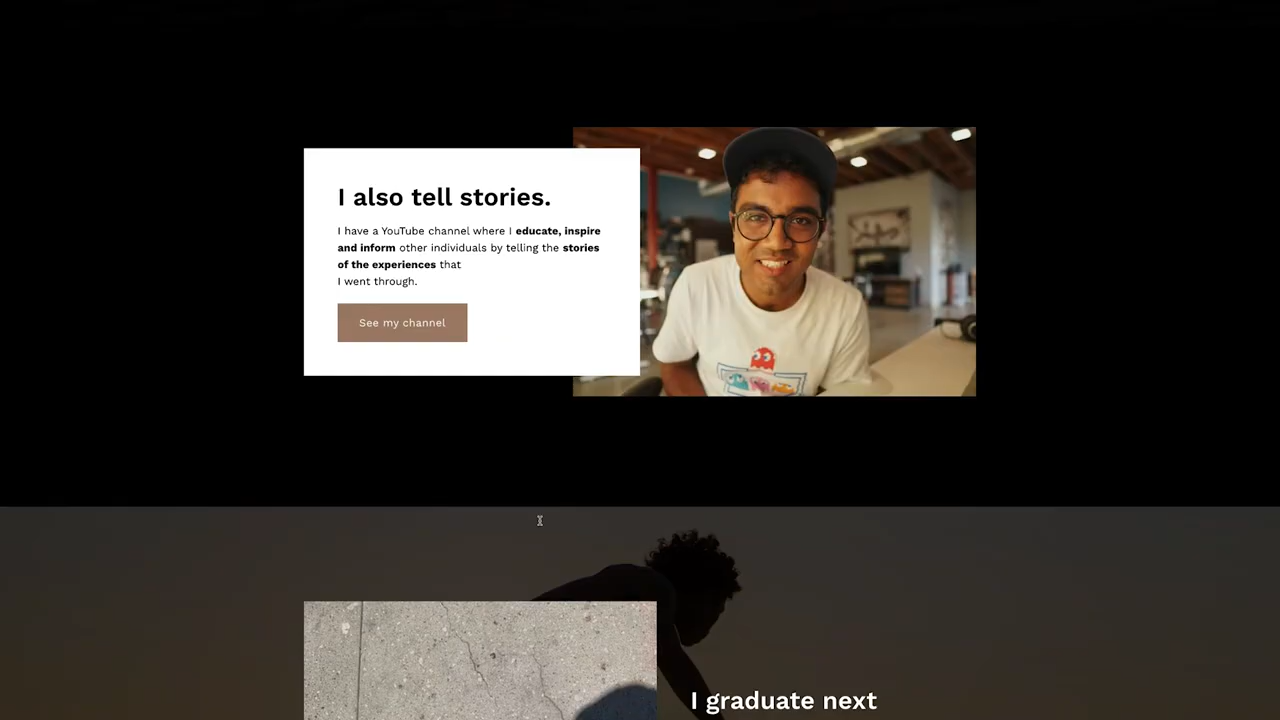 I also tell stories.
I have a YouTube channel where I educate, inspire
and inform other individuals by telling the stories
of the experiences that
I went through.
See my channel
I graduate next